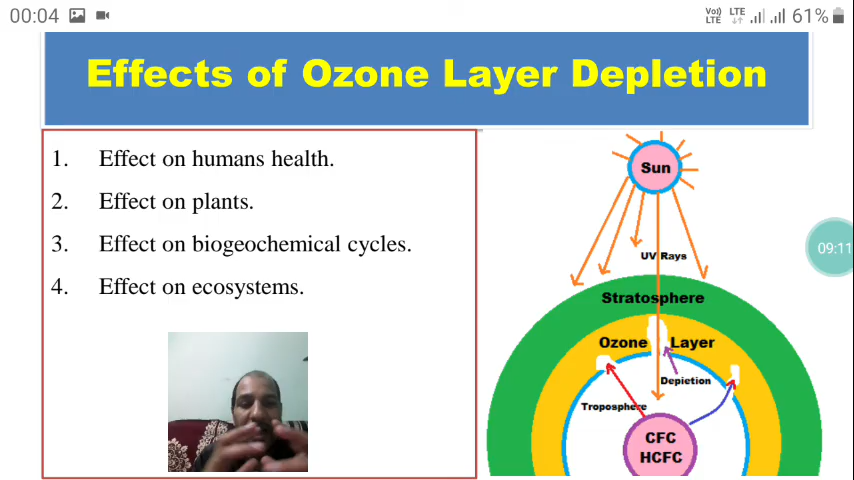 00:04
Vo))
LTE
LTE
61%
Effects of Ozone Layer Depletion
1. Effect on humans health.
2. Effect on plants.
3. Effect on biogeochemical cycles.
4. Effect on ecosystems.
Sun
UV Rays
09:11
Stratosphere
Ozone Layer
Depietion
Troposphere
CFC
HCFC